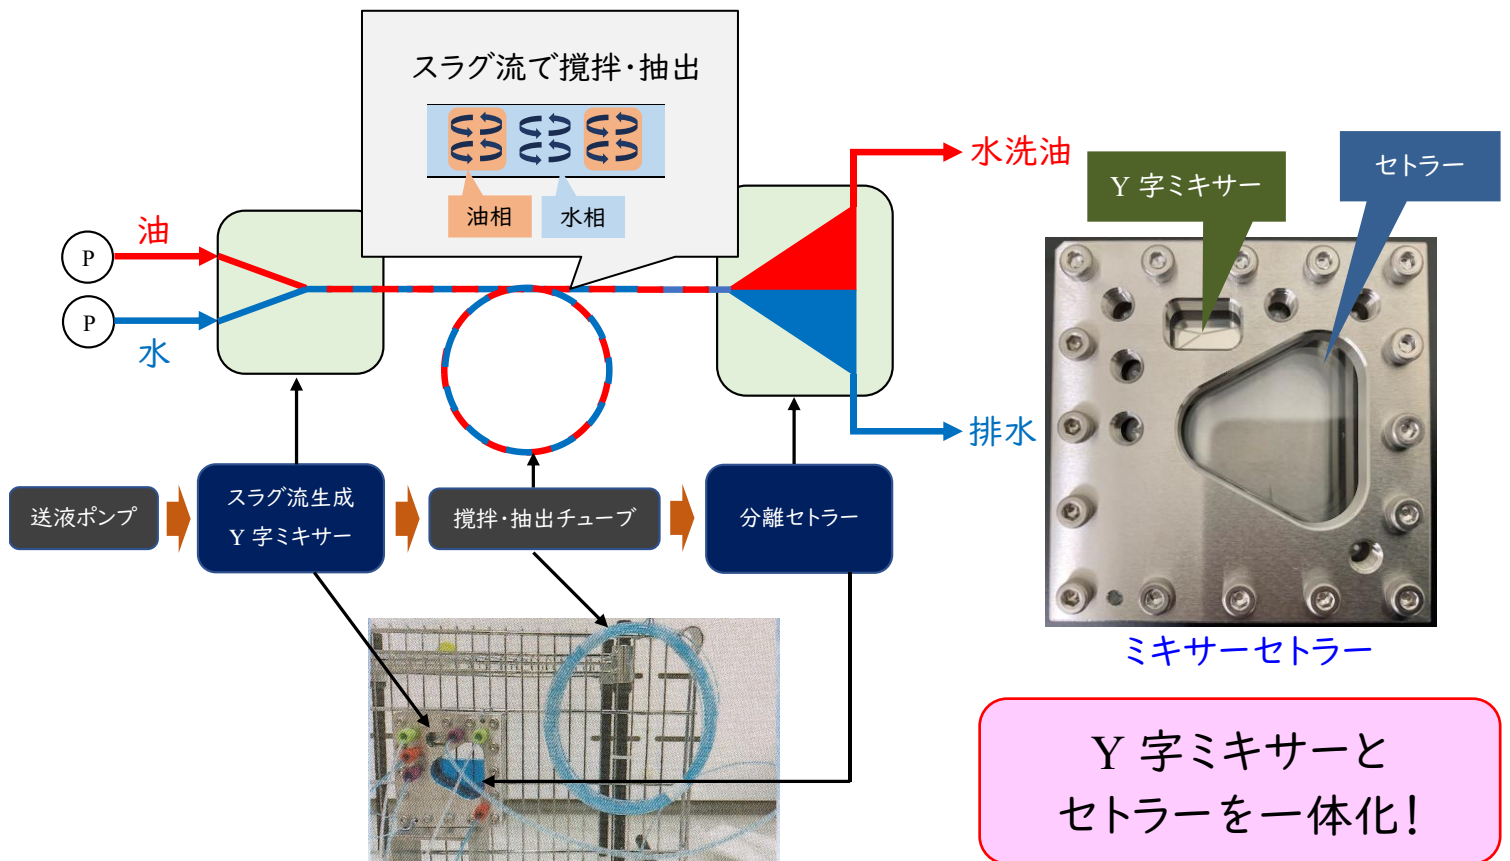 スラグ流で撹拌・抽出
油相
水相
水洗油
Y 字ミキサー
セトラー
油
P
P
水
排水
送液ポンプ
スラグ流生成
Y 字ミキサー
撹拌・抽出チューブ
分離セトラー
ミキサーセトラー
Y 字ミキサーと
セトラーを一体化!